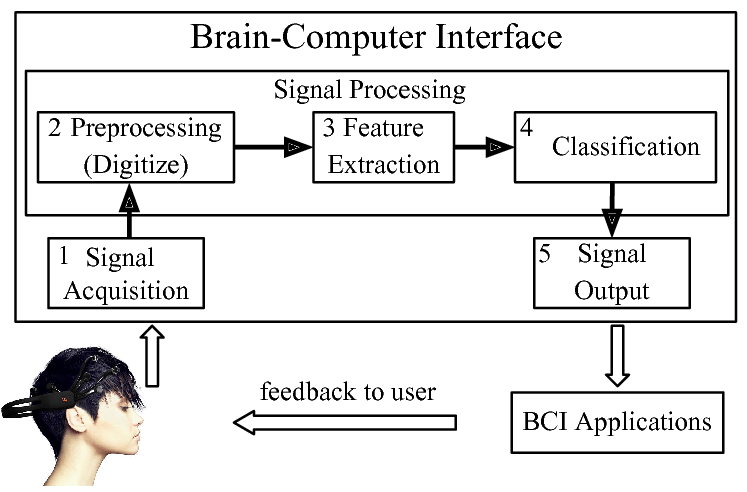 Brain-Computer Interface
Signal Processing
2 Preprocessing
(Digitize)
3 Feature
Extraction
4
Classification
1 Signal
Acquisition
5 Signal
Output
feedback to user
BCI Applications